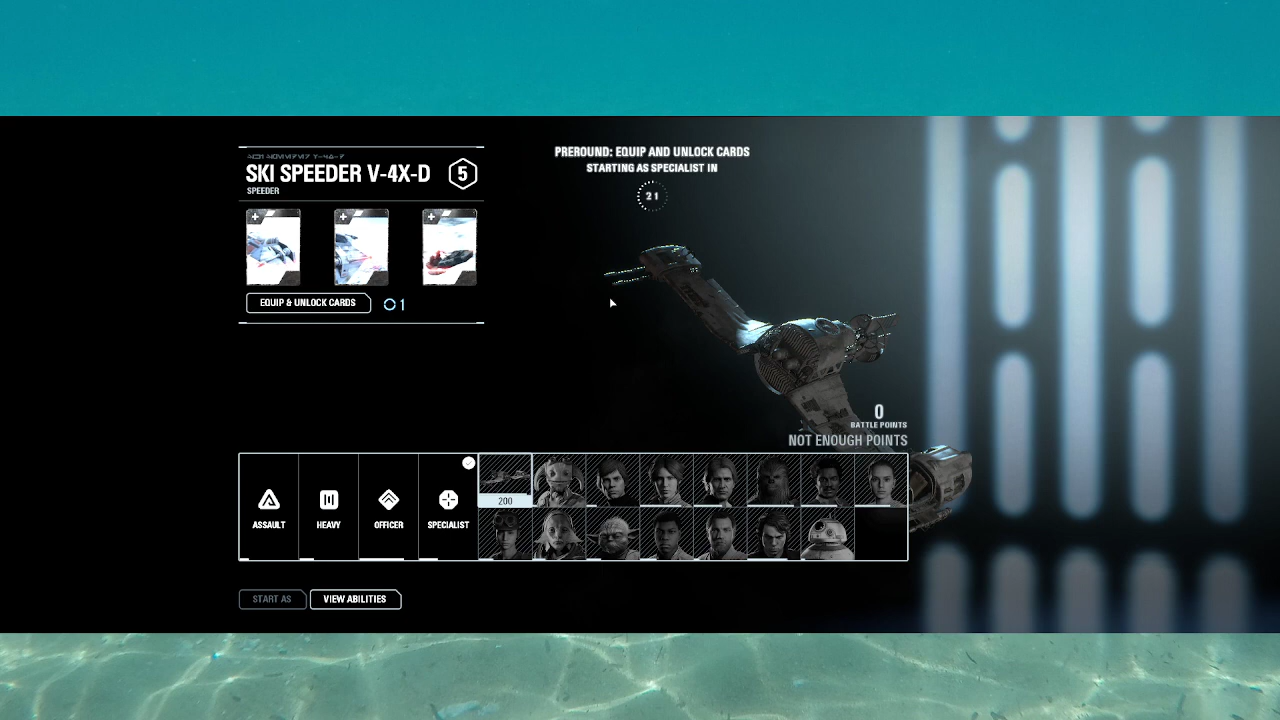 SKI SPEEDER V-4X-D
5
SPEEDER
EQUIP & UNLOCK CARDS
1
PREROUND: EQUIP AND UNLOCK CARDS
STARTING AS SPECIALIST IN
21
0
BATTLE POINTS
NOT ENOUGH POINTS
ASSAULT
HEAVY
OFFICER
SPECIALIST
200
START AS
VIEW ABILITIES